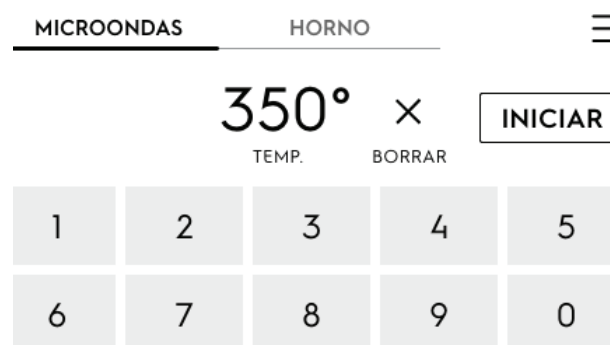 MICROONDAS HORNO
350° × INICIAR
TEMP. BORRAR
1 2 3 4 5
6 7 8 9 0